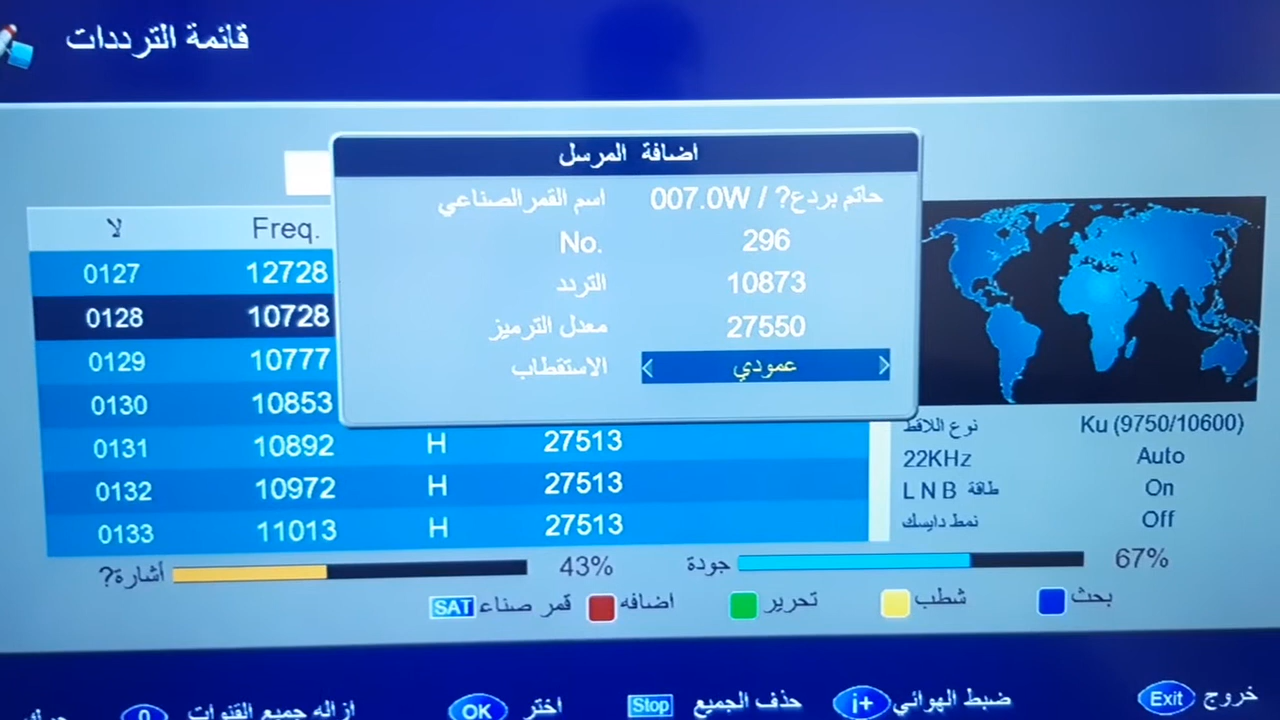 قائمة الترددات
اضافة المرسل
اسم القمرالصناعي حاتم بردع? / 007.0W
No. 296
التردد 10873
معدل الترميز 27550
الاستقطاب عمودي
لا Freq.
0127 12728
0128 10728
0129 10777
0130 10853
0131 10892 H 27513
0132 10972 H 27513
0133 11013 H 27513
نوع اللاقط Ku (9750/10600)
22KHz Auto
طاقة LNB On
نمط دايسك Off
أشارة? 43% جودة 67%
SAT قمر صناع اضافه تحرير شطب بحث
0 ازاله جميع القنوات OK اختر Stop حذف الجميع i+ ضبط الهوائي Exit خروج